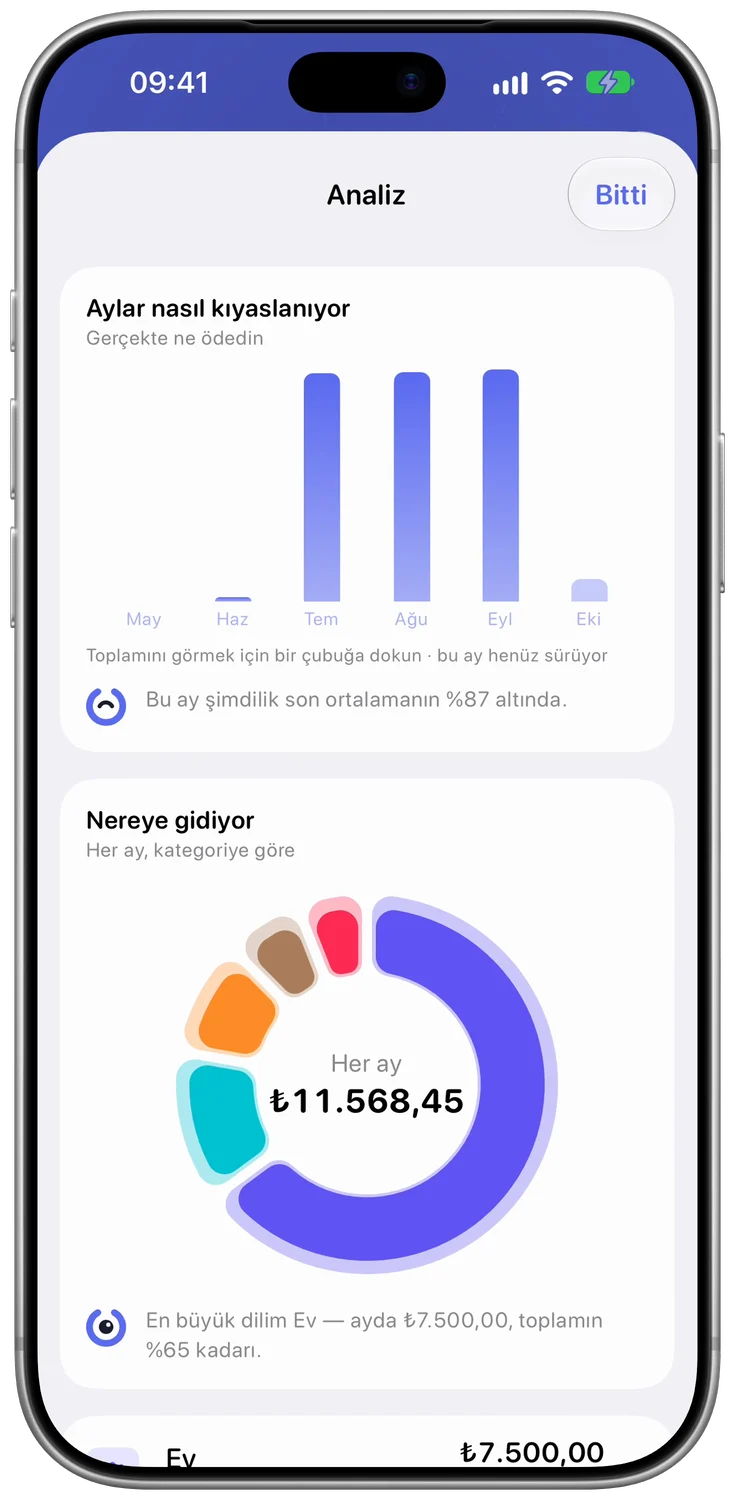 09:41
Analiz
Bitti
Aylar nasıl kıyaslanıyor
Gerçekte ne ödedin
May Haz Tem Ağu Eyl Eki
Toplamını görmek için bir çubuğa dokun · bu ay henüz sürüyor
Bu ay şimdilik son ortalamanın %87 altında.
Nereye gidiyor
Her ay, kategoriye göre
Her ay
₺11.568,45
En büyük dilim Ev — ayda ₺7.500,00, toplamın
%65 kadarı.
Ev ₺7.500,00